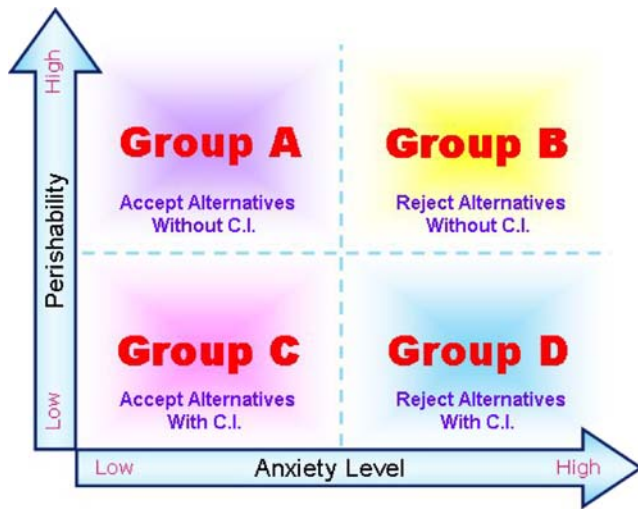 High
Group A
Accept Alternatives
Without C.I.
Group B
Reject Alternatives
Without C.I.
Perishability
Group C
Accept Alternatives
With C.I.
Group D
Reject Alternatives
With C.I.
Low
Low
Anxiety Level
High